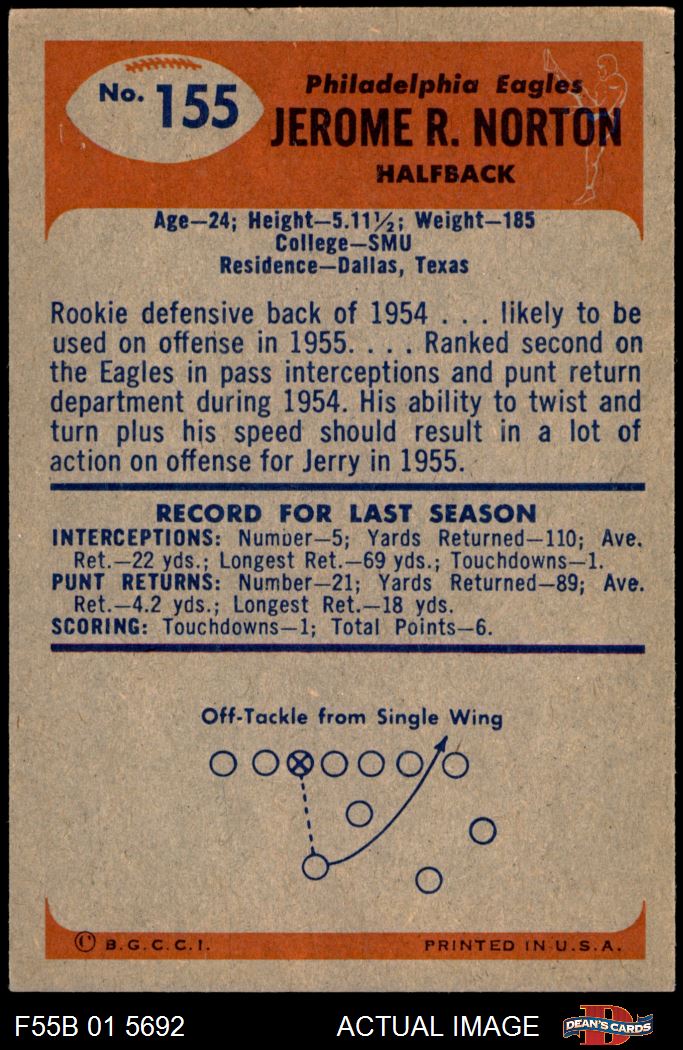 No. 155
Philadelphia Eagles
JEROME R. NORTON
HALFBACK
Age—24; Height—5.11½; Weight—185
College—SMU
Residence—Dallas, Texas
Rookie defensive back of 1954 . . . likely to be
used on offense in 1955. . . . Ranked second on
the Eagles in pass interceptions and punt return
department during 1954. His ability to twist and
turn plus his speed should result in a lot of
action on offense for Jerry in 1955.
RECORD FOR LAST SEASON
INTERCEPTIONS: Number—5; Yards Returned—110; Ave.
Ret.—22 yds.; Longest Ret.—69 yds.; Touchdowns—1.
PUNT RETURNS: Number—21; Yards Returned—89; Ave.
Ret.—4.2 yds.; Longest Ret.—18 yds.
SCORING: Touchdowns—1; Total Points—6.
Off-Tackle from Single Wing
© B.G.C.C.I. PRINTED IN U.S.A.
F55B 01 5692 ACTUAL IMAGE D DEAN'S CARDS